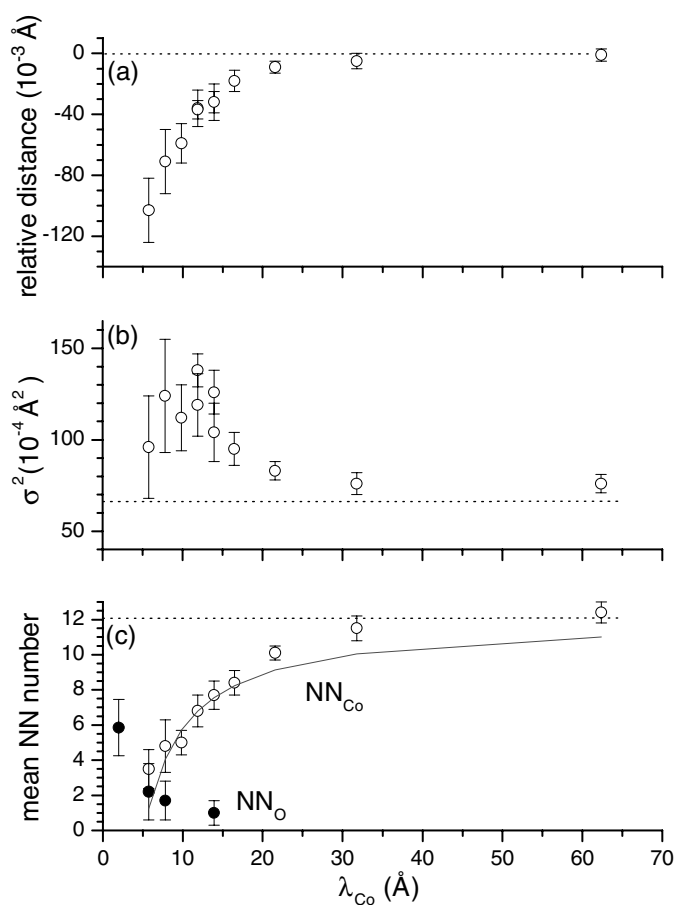 (a)
relative distance (10⁻³ Å)
0
-40
-80
-120
(b)
σ² (10⁻⁴ Å²)
150
100
50
(c)
mean NN number
12
10
8
6
4
2
0
NN_Co
NN_O
0 10 20 30 40 50 60 70
λ_Co (Å)